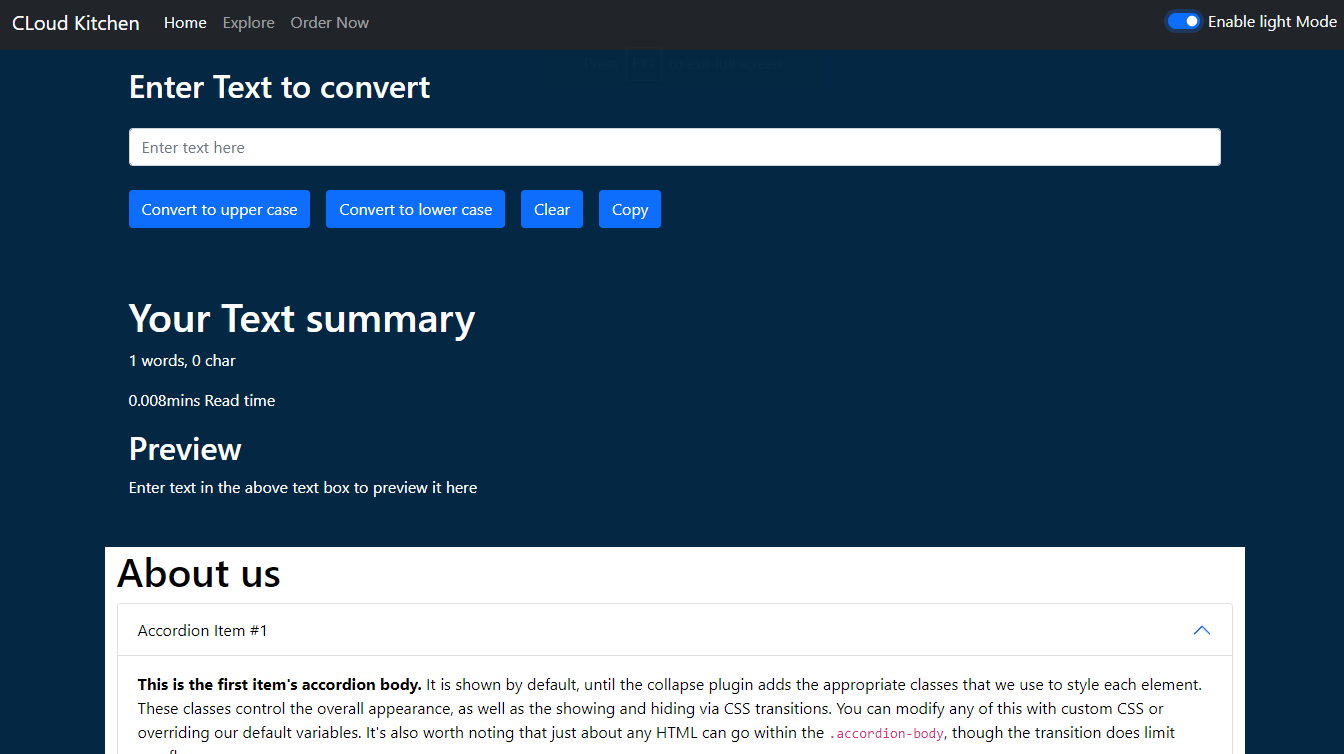 CLoud Kitchen Home Explore Order Now Enable light Mode
Enter Text to convert
Enter text here
Convert to upper case Convert to lower case Clear Copy
Your Text summary
1 words, 0 char
0.008mins Read time
Preview
Enter text in the above text box to preview it here
About us
Accordion Item #1
This is the first item's accordion body. It is shown by default, until the collapse plugin adds the appropriate classes that we use to style each element.
These classes control the overall appearance, as well as the showing and hiding via CSS transitions. You can modify any of this with custom CSS or
overriding our default variables. It's also worth noting that just about any HTML can go within the .accordion-body, though the transition does limit